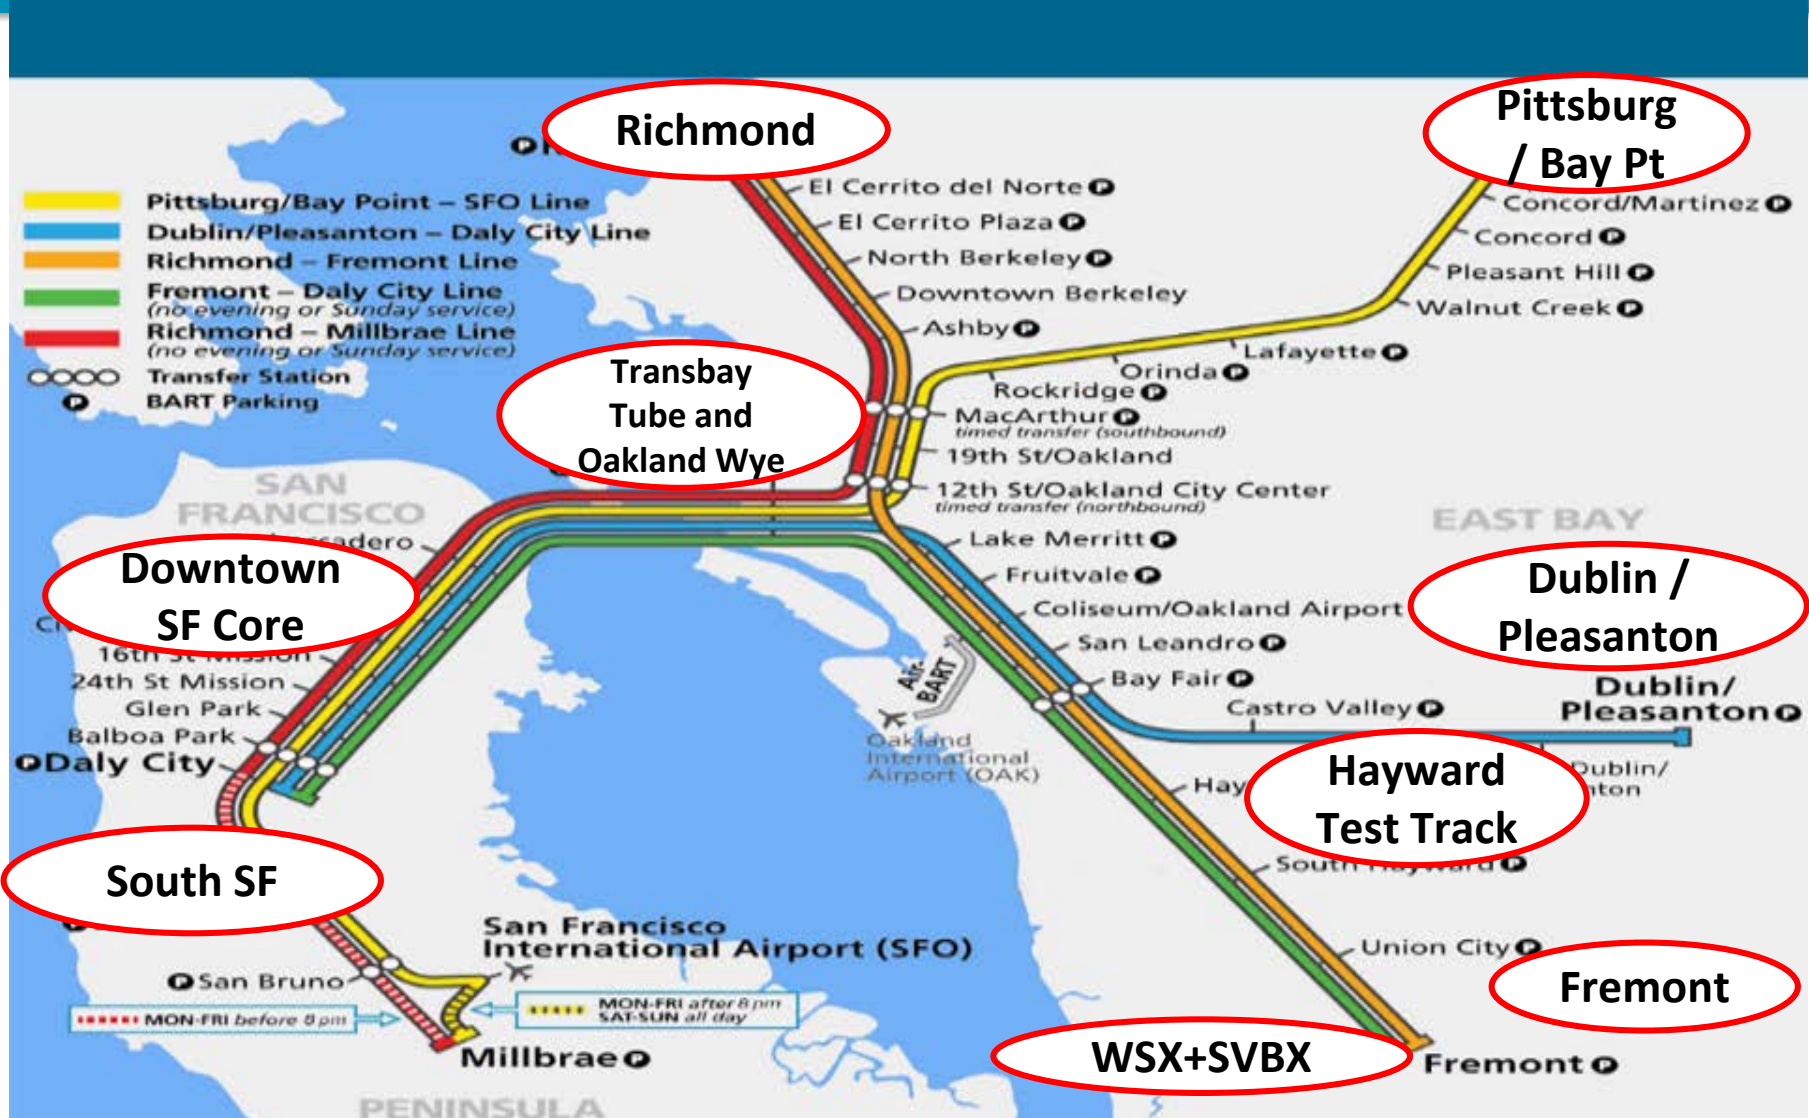 Richmond
Pittsburg
/ Bay Pt
Pittsburg/Bay Point – SFO Line
Dublin/Pleasanton – Daly City Line
Richmond – Fremont Line
Fremont – Daly City Line
(no evening or Sunday service)
Richmond – Millbrae Line
(no evening or Sunday service)
Transfer Station
P BART Parking
El Cerrito del Norte P
El Cerrito Plaza P
North Berkeley P
Downtown Berkeley
Ashby P
Concord/Martinez P
Concord P
Pleasant Hill P
Walnut Creek P
Lafayette P
Orinda P
Rockridge P
MacArthur P
timed transfer (southbound)
19th St/Oakland
12th St/Oakland City Center
timed transfer (northbound)
Transbay
Tube and
Oakland Wye
SAN
FRANCISCO
EAST BAY
Downtown
SF Core
16th St Mission
24th St Mission
Glen Park
Balboa Park
P Daly City
Lake Merritt P
Fruitvale P
Coliseum/Oakland Airport
San Leandro P
Bay Fair P
Castro Valley P
Dublin /
Pleasanton
Dublin/
Pleasanton P
Air-
BART
Oakland
International
Airport (OAK)
Hayward
Test Track
Dublin/
South Hayward P
South SF
San Francisco
International Airport (SFO)
P San Bruno
MON-FRI before 8 pm
MON-FRI after 8 pm
SAT-SUN all day
Millbrae P
PENINSULA
Union City P
Fremont
WSX+SVBX
Fremont P